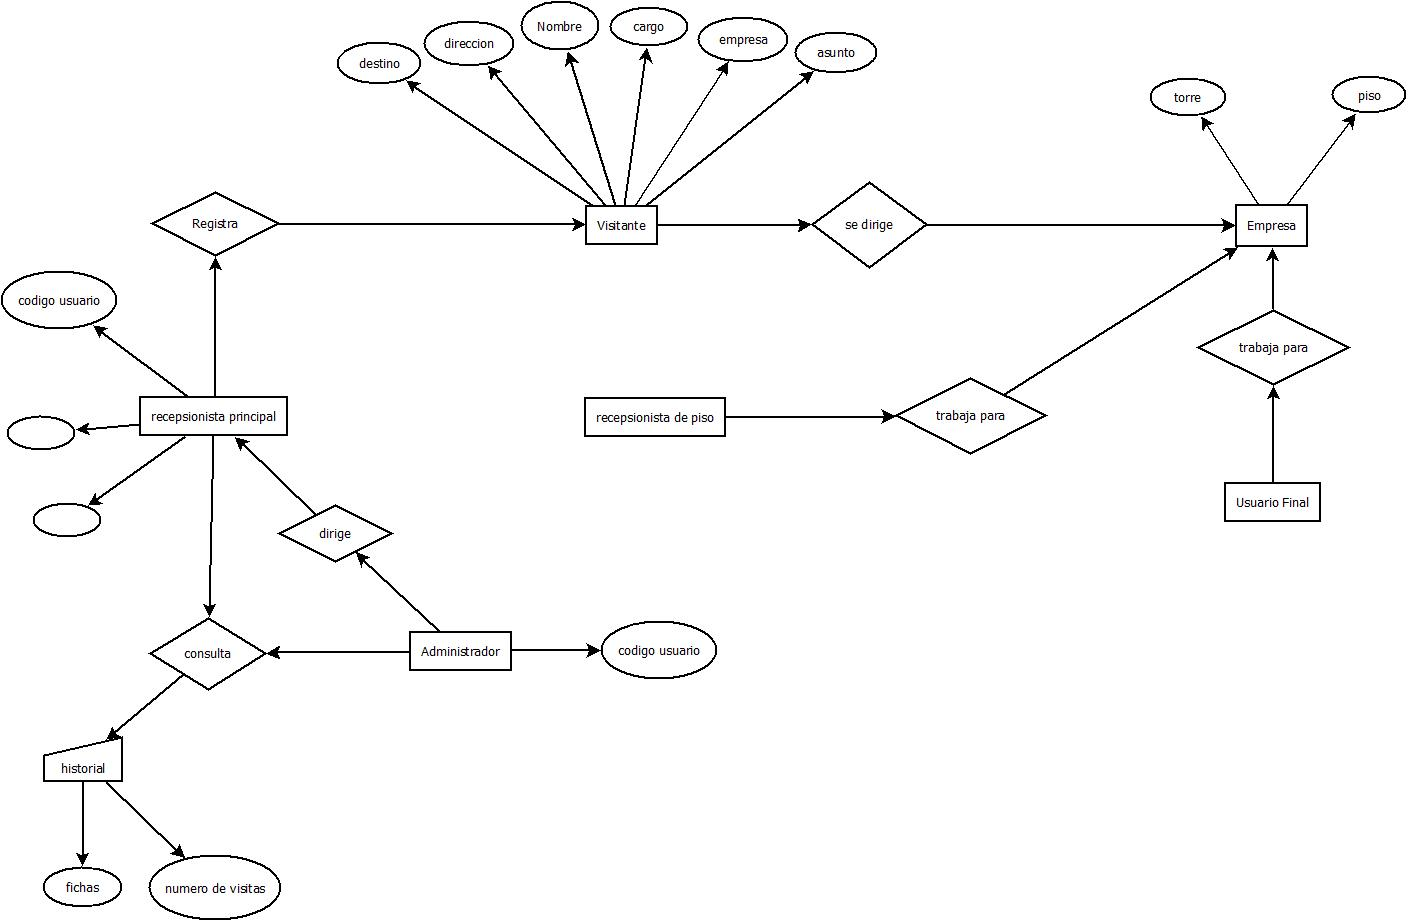 destino
direccion
Nombre
cargo
empresa
asunto
torre
piso
Registra
Visitante
se dirige
Empresa
codigo usuario
trabaja para
recepsionista principal
recepsionista de piso
trabaja para
Usuario Final
dirige
consulta
Administrador
codigo usuario
historial
fichas
numero de visitas